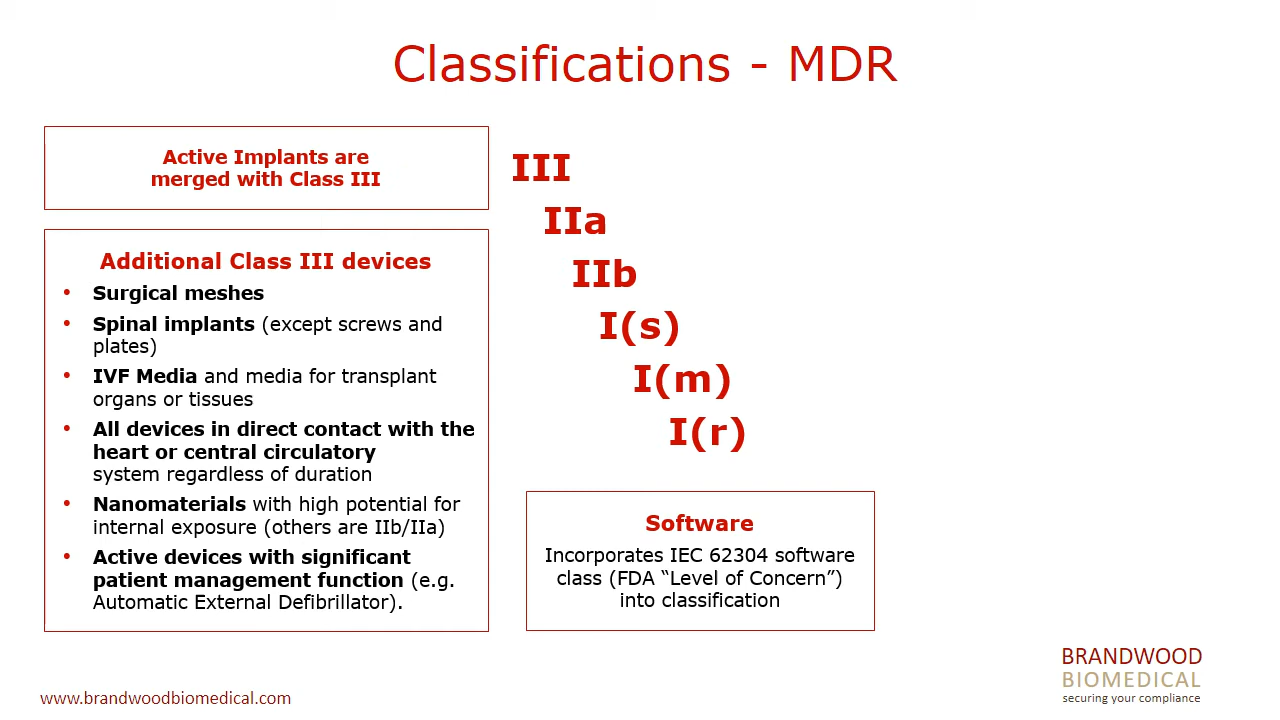 Classifications - MDR
Active Implants are
merged with Class III
Additional Class III devices
• Surgical meshes
• Spinal implants (except screws and
plates)
• IVF Media and media for transplant
organs or tissues
• All devices in direct contact with the
heart or central circulatory
system regardless of duration
• Nanomaterials with high potential for
internal exposure (others are IIb/IIa)
• Active devices with significant
patient management function (e.g.
Automatic External Defibrillator).
III
IIa
IIb
I(s)
I(m)
I(r)
Software
Incorporates IEC 62304 software
class (FDA “Level of Concern”)
into classification
www.brandwoodbiomedical.com
BRANDWOOD
BIOMEDICAL
securing your compliance